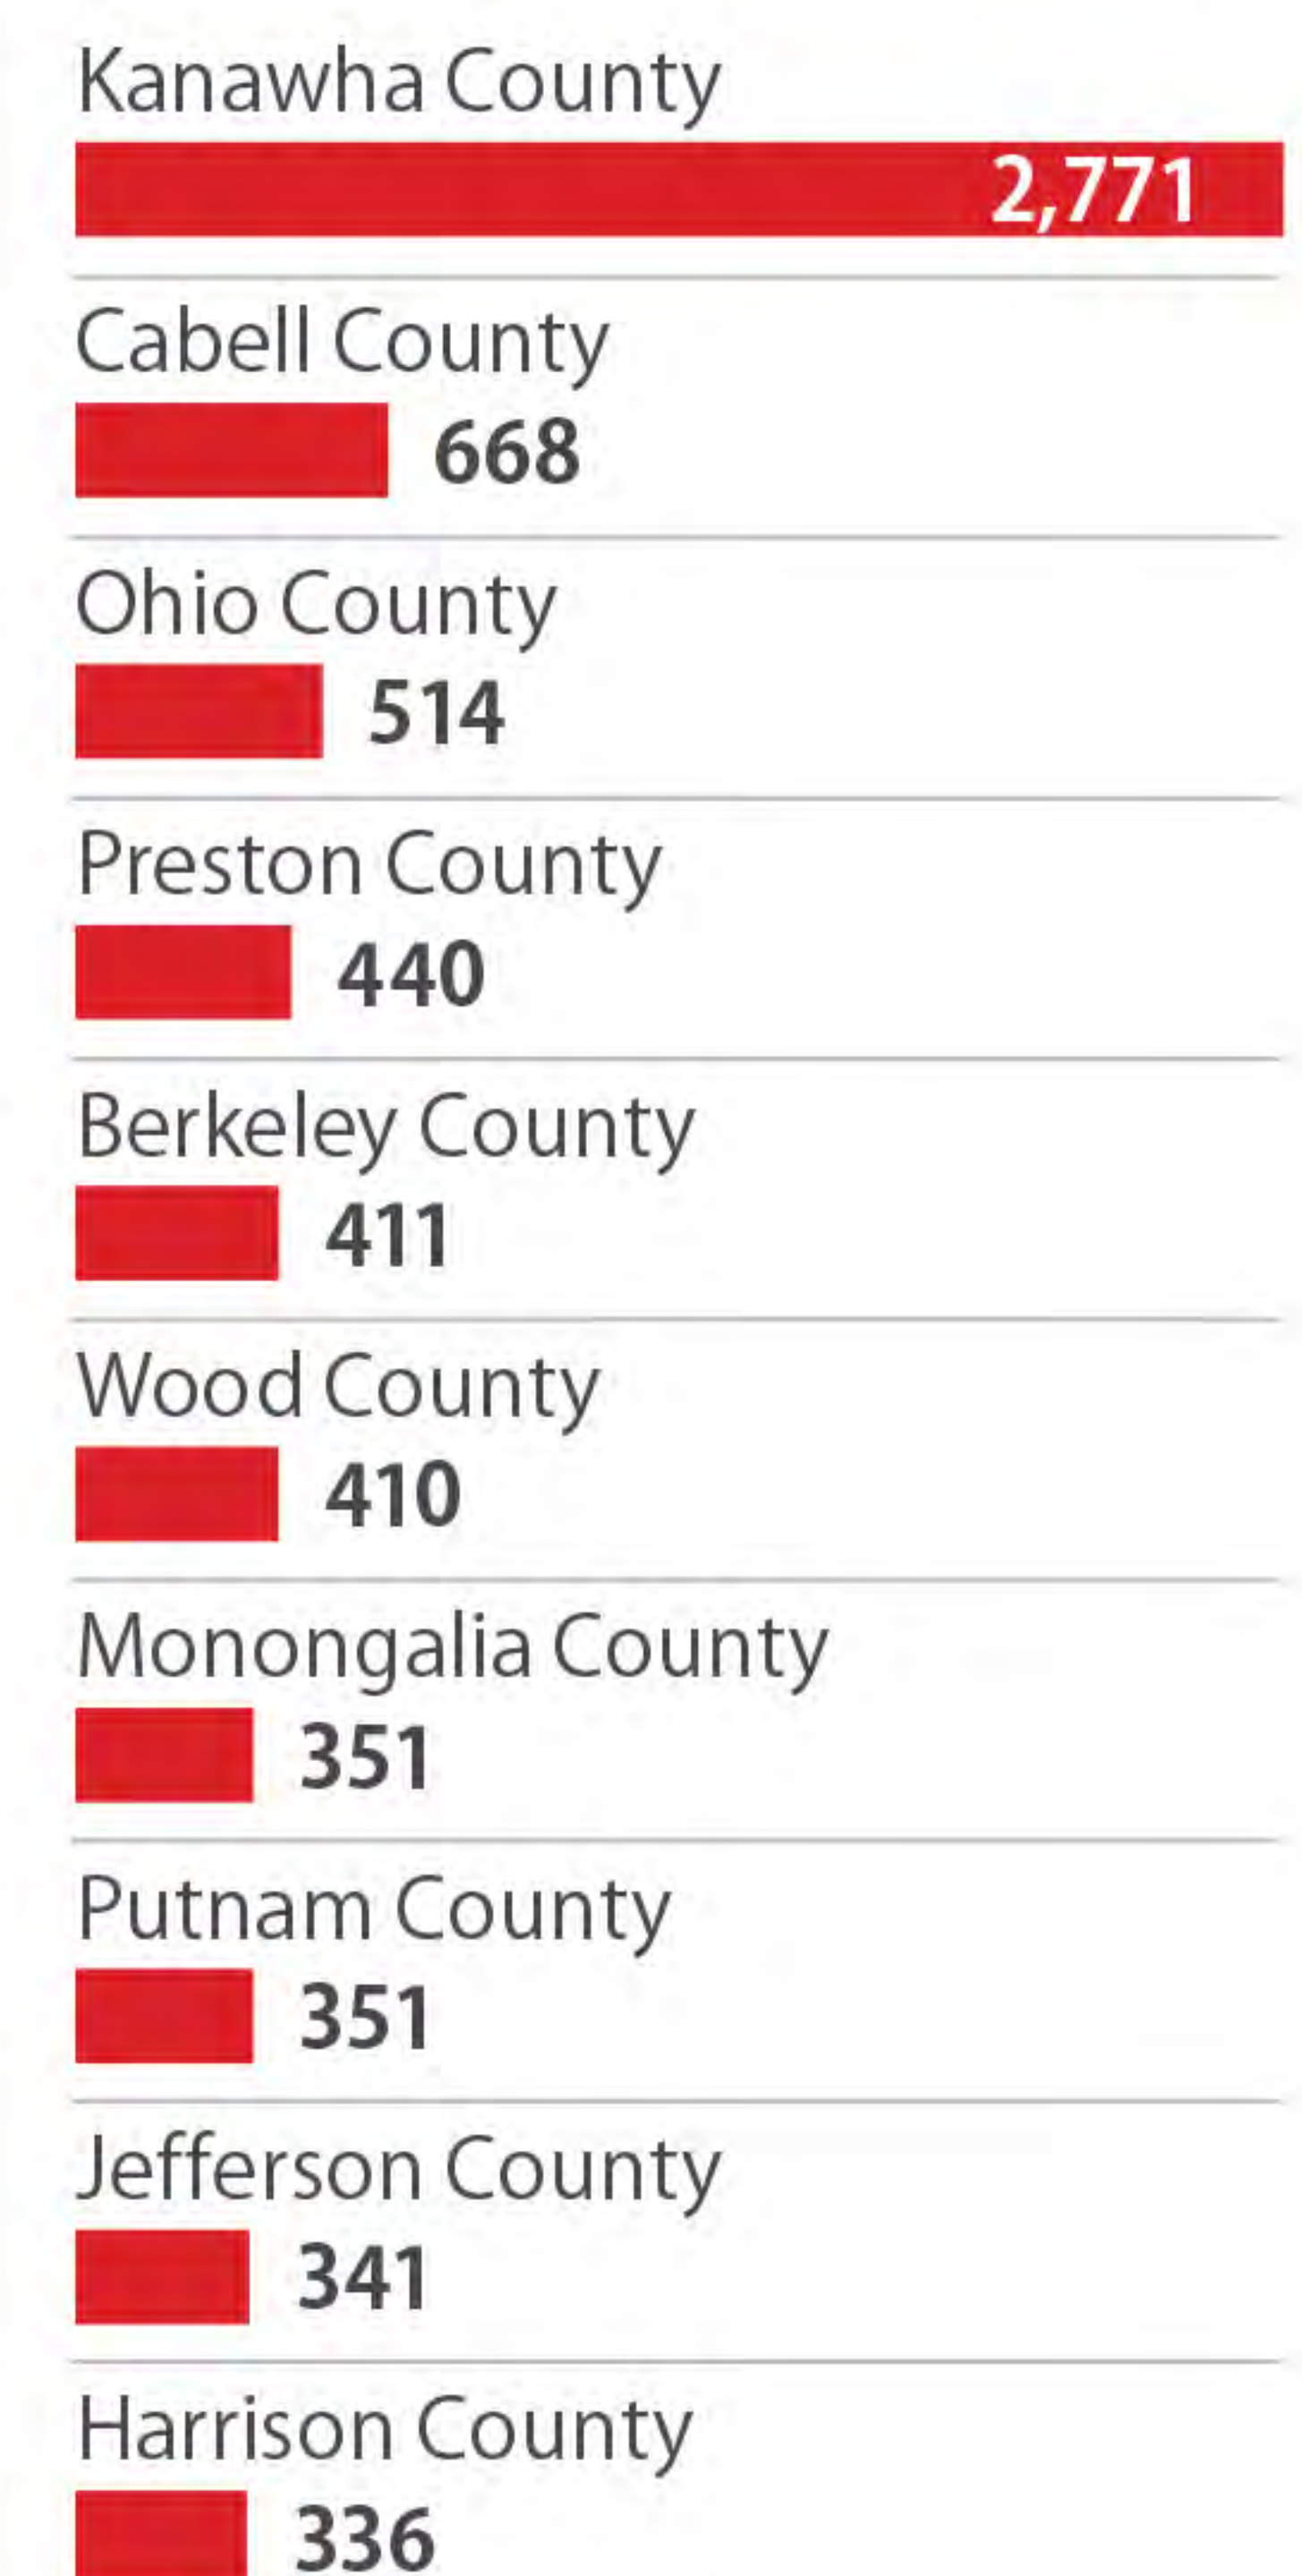 Kanawha County
2,771
Cabell County
668
Ohio County
514
Preston County
440
Berkeley County
411
Wood County
410
Monongalia County
351
Putnam County
351
Jefferson County
341
Harrison County
336